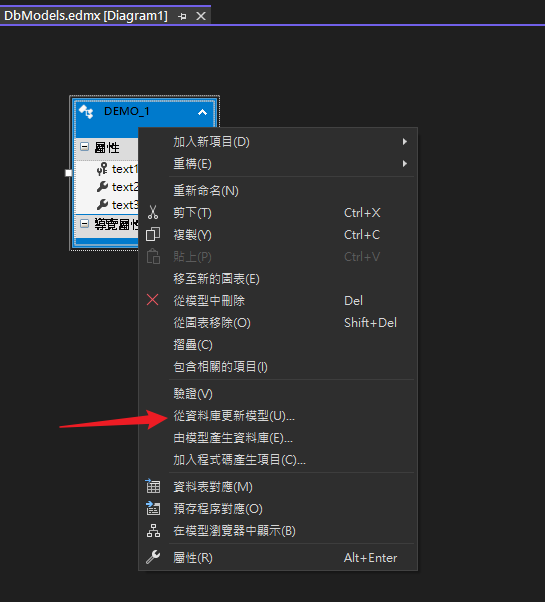 DbModels.edmx [Diagram1]
DEMO_1
屬性
text1
text2
text3
導覽屬性
加入新項目(D)
重構(E)
重新命名(N)
剪下(T) Ctrl+X
複製(Y) Ctrl+C
貼上(P) Ctrl+V
移至新的圖表(E)
從模型中刪除 Del
從圖表移除(O) Shift+Del
摺疊(C)
包含相關的項目(I)
驗證(V)
從資料庫更新模型(U)...
由模型產生資料庫(E)...
加入程式碼產生項目(C)...
資料表對應(M)
預存程序對應(O)
在模型瀏覽器中顯示(B)
屬性(R) Alt+Enter